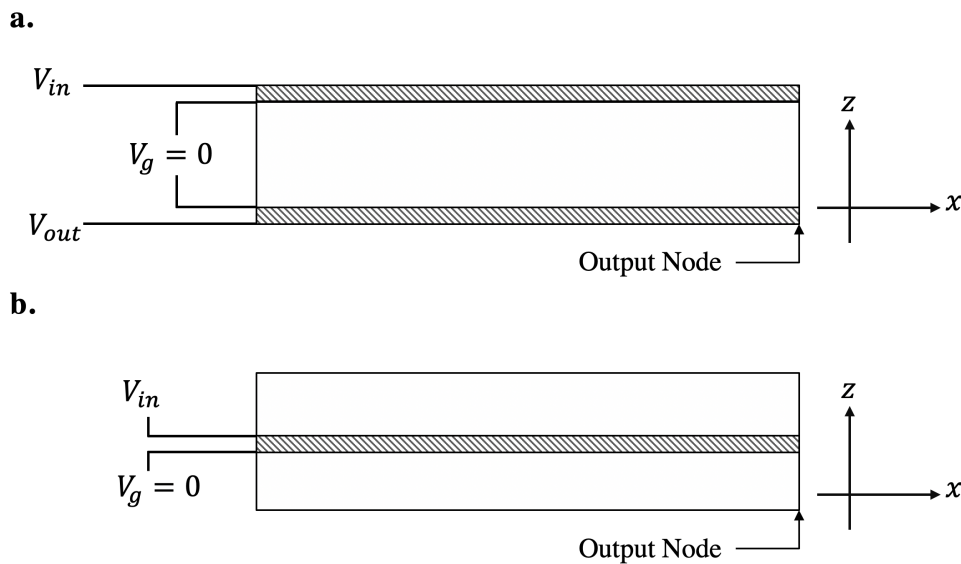 a.
V_in
z
V_g = 0
x
V_out
Output Node
b.
V_in
z
V_g = 0
x
Output Node